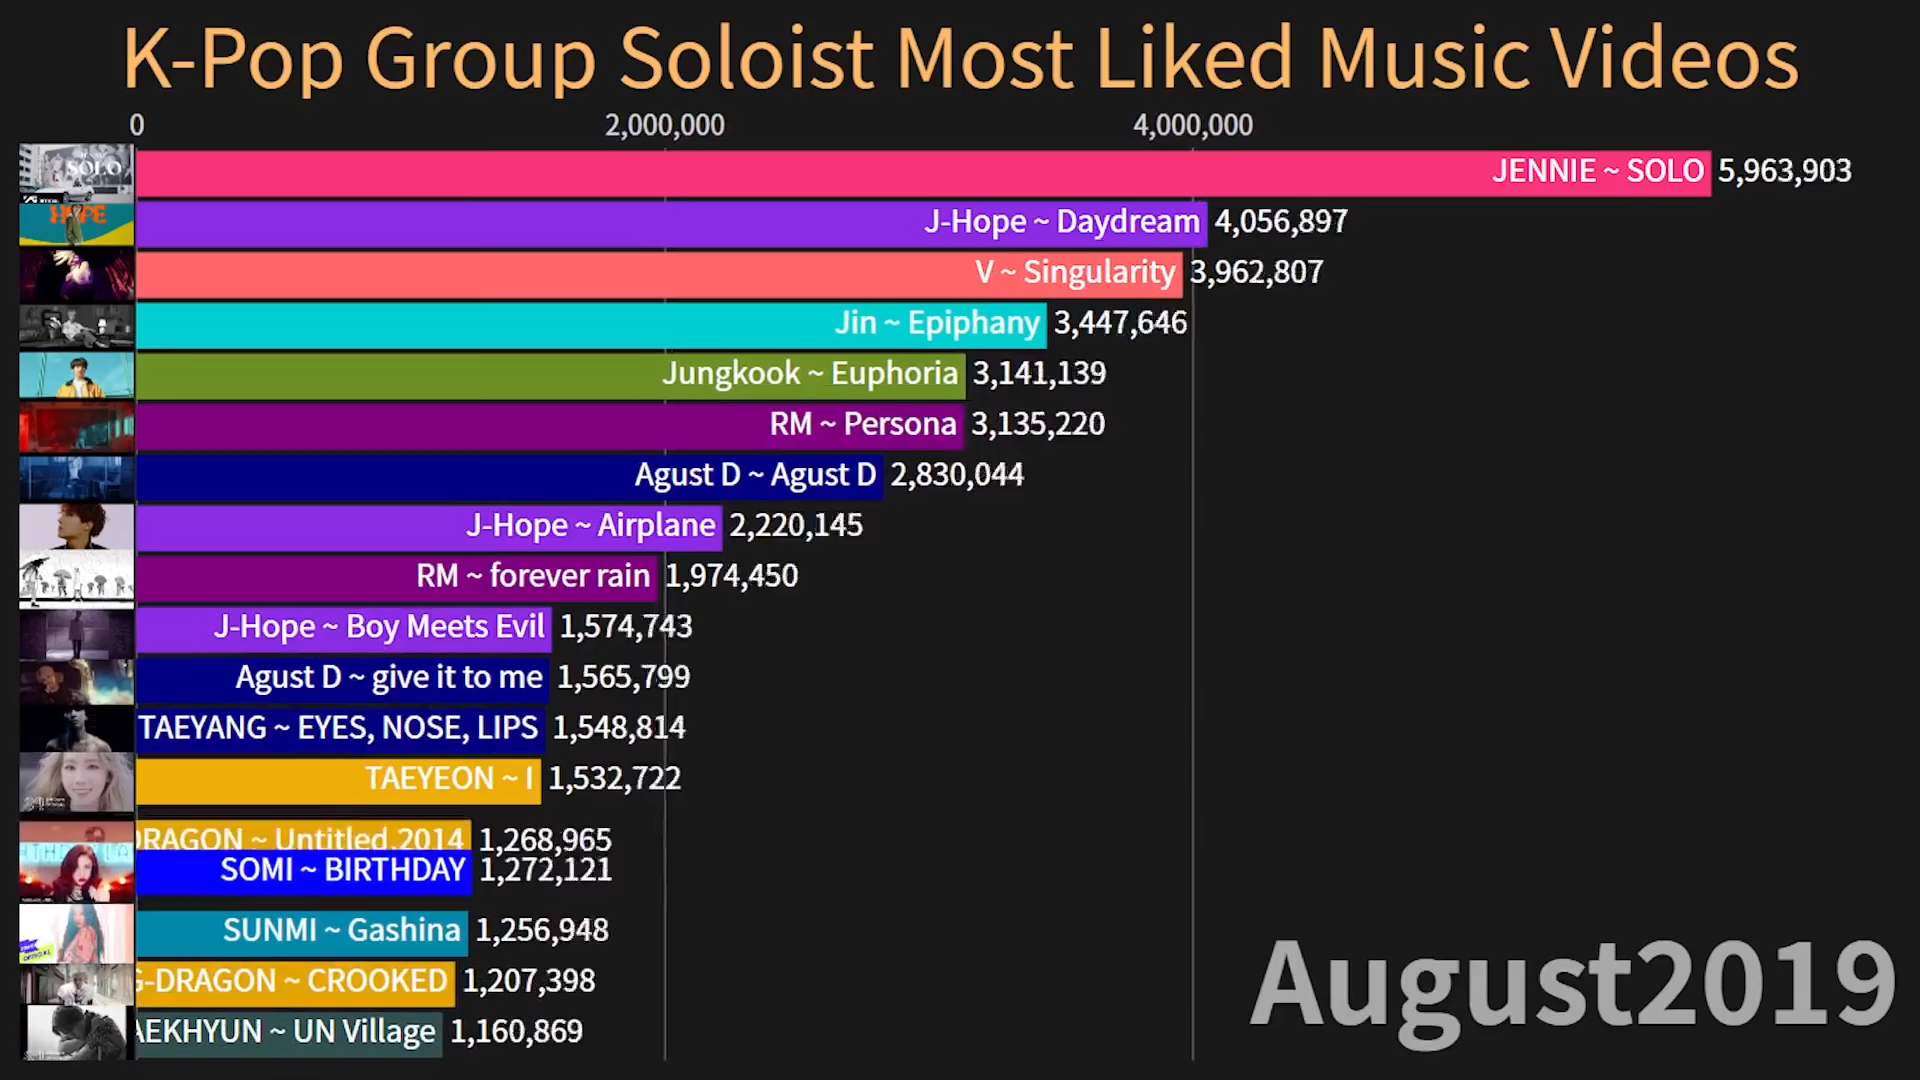 K-Pop Group Soloist Most Liked Music Videos
0 2,000,000 4,000,000
SOLO
JENNIE ~ SOLO 5,963,903
HOPE
J-Hope ~ Daydream 4,056,897
V ~ Singularity 3,962,807
Jin ~ Epiphany 3,447,646
Jungkook ~ Euphoria 3,141,139
RM ~ Persona 3,135,220
Agust D ~ Agust D 2,830,044
J-Hope ~ Airplane 2,220,145
RM ~ forever rain 1,974,450
J-Hope ~ Boy Meets Evil 1,574,743
Agust D ~ give it to me 1,565,799
TAEYANG ~ EYES, NOSE, LIPS 1,548,814
TAEYEON ~ I 1,532,722
DRAGON ~ Untitled,2014 1,268,965
SOMI ~ BIRTHDAY 1,272,121
SUNMI ~ Gashina 1,256,948
G-DRAGON ~ CROOKED 1,207,398
AEKHYUN ~ UN Village 1,160,869
August2019